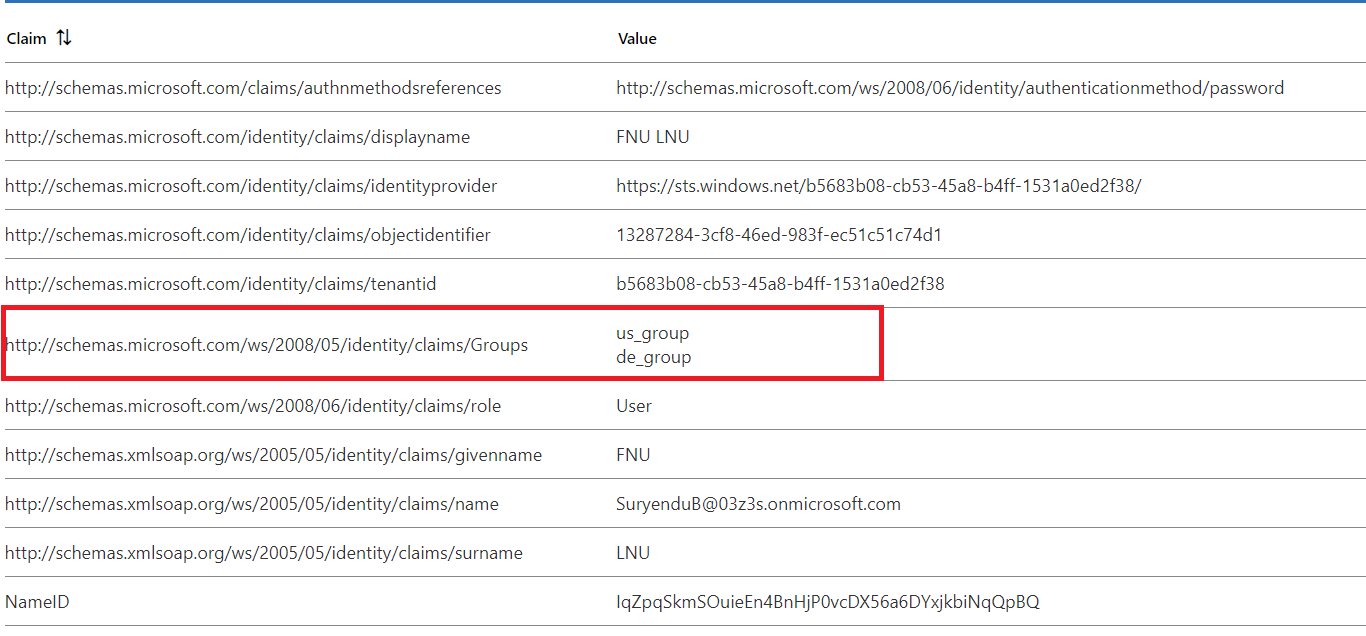 Claim Value
http://schemas.microsoft.com/claims/authnmethodsreferences http://schemas.microsoft.com/ws/2008/06/identity/authenticationmethod/password
http://schemas.microsoft.com/identity/claims/displayname FNU LNU
http://schemas.microsoft.com/identity/claims/identityprovider https://sts.windows.net/b5683b08-cb53-45a8-b4ff-1531a0ed2f38/
http://schemas.microsoft.com/identity/claims/objectidentifier 13287284-3cf8-46ed-983f-ec51c51c74d1
http://schemas.microsoft.com/identity/claims/tenantid b5683b08-cb53-45a8-b4ff-1531a0ed2f38
http://schemas.microsoft.com/ws/2008/05/identity/claims/Groups us_group
de_group
http://schemas.microsoft.com/ws/2008/06/identity/claims/role User
http://schemas.xmlsoap.org/ws/2005/05/identity/claims/givenname FNU
http://schemas.xmlsoap.org/ws/2005/05/identity/claims/name SuryenduB@03z3s.onmicrosoft.com
http://schemas.xmlsoap.org/ws/2005/05/identity/claims/surname LNU
NameID IqZpqSkmSOuieEn4BnHjP0vcDX56a6DYxjkbiNqQpBQ